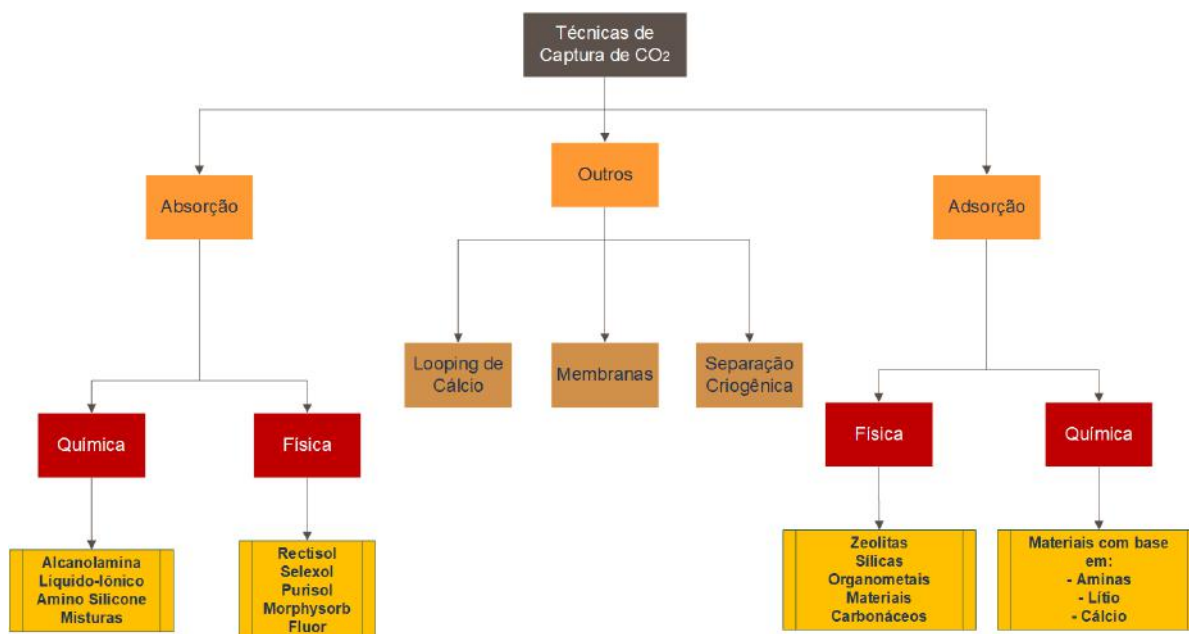 Técnicas de
Captura de CO₂
Absorção
Outros
Adsorção
Looping de
Cálcio
Membranas
Separação
Criogênica
Química
Física
Física
Química
Alcanolamina
Líquido-Iônico
Amino Silicone
Misturas
Rectisol
Selexol
Purisol
Morphysorb
Fluor
Zeolitas
Sílicas
Organometais
Materiais
Carbonáceos
Materiais com base
em:
- Aminas
- Lítio
- Cálcio